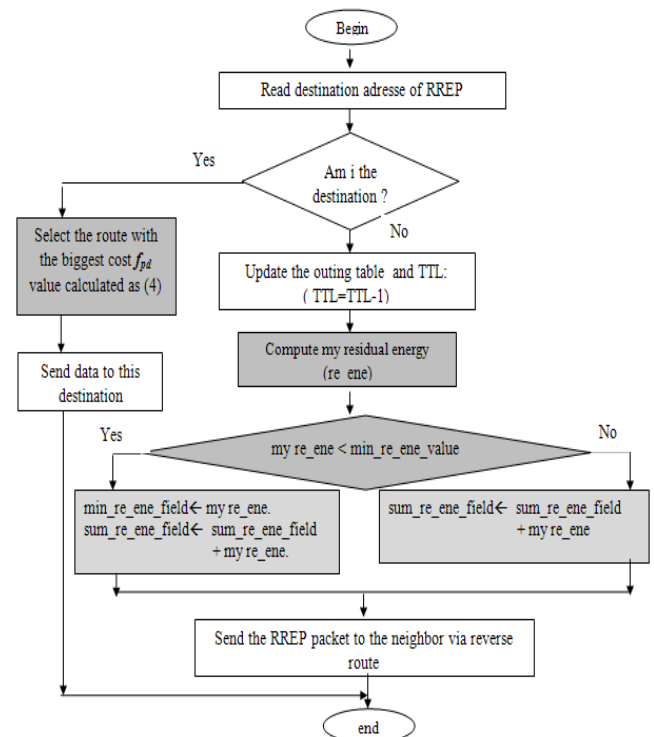 Begin
Read destination adresse of RREP
Yes
Am i the
destination ?
No
Select the route with
the biggest cost fpd
value calculated as (4)
Update the outing table and TTL:
( TTL=TTL-1)
Send data to this
destination
Compute my residual energy
(re ene)
Yes
my re_ene < min_re_ene_value
No
min_re_ene_field← my re_ene.
sum_re_ene_field← sum_re_ene_field
+ my re_ene.
sum_re_ene_field← sum_re_ene_field
+ my re_ene
Send the RREP packet to the neighbor via reverse
route
end